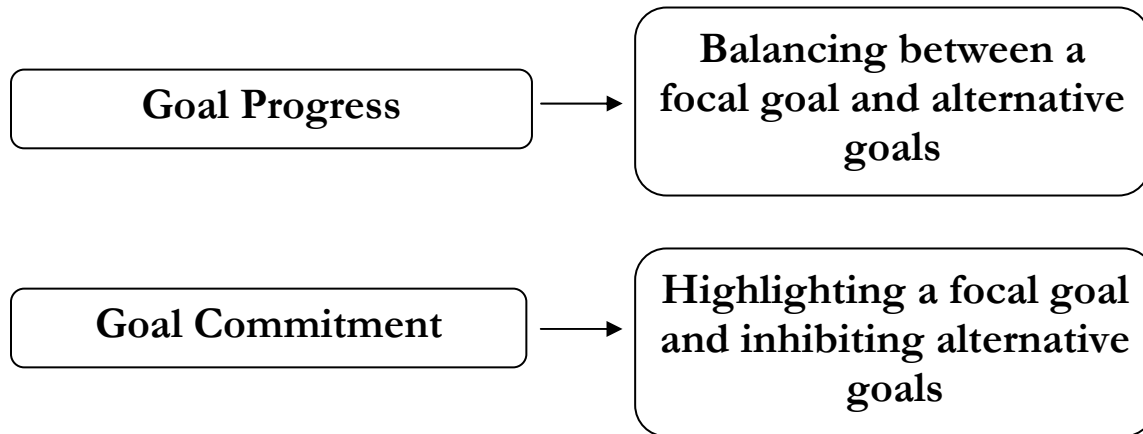 Goal Progress
Balancing between a
focal goal and alternative
goals
Goal Commitment
Highlighting a focal goal
and inhibiting alternative
goals